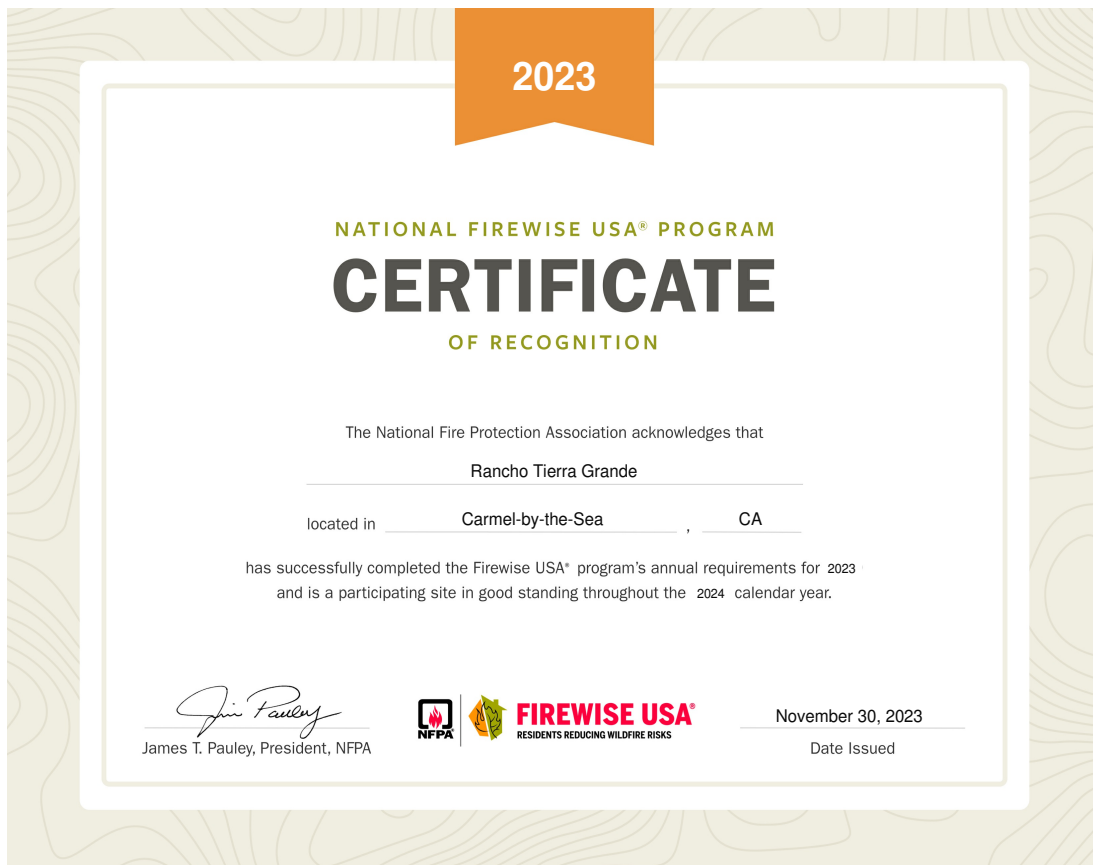 2023
NATIONAL FIREWISE USA® PROGRAM
CERTIFICATE
OF RECOGNITION
The National Fire Protection Association acknowledges that
Rancho Tierra Grande
located in Carmel-by-the-Sea , CA
has successfully completed the Firewise USA® program's annual requirements for 2023
and is a participating site in good standing throughout the 2024 calendar year.
Jim Pauley
James T. Pauley, President, NFPA
NFPA®
FIREWISE USA®
RESIDENTS REDUCING WILDFIRE RISKS
November 30, 2023
Date Issued